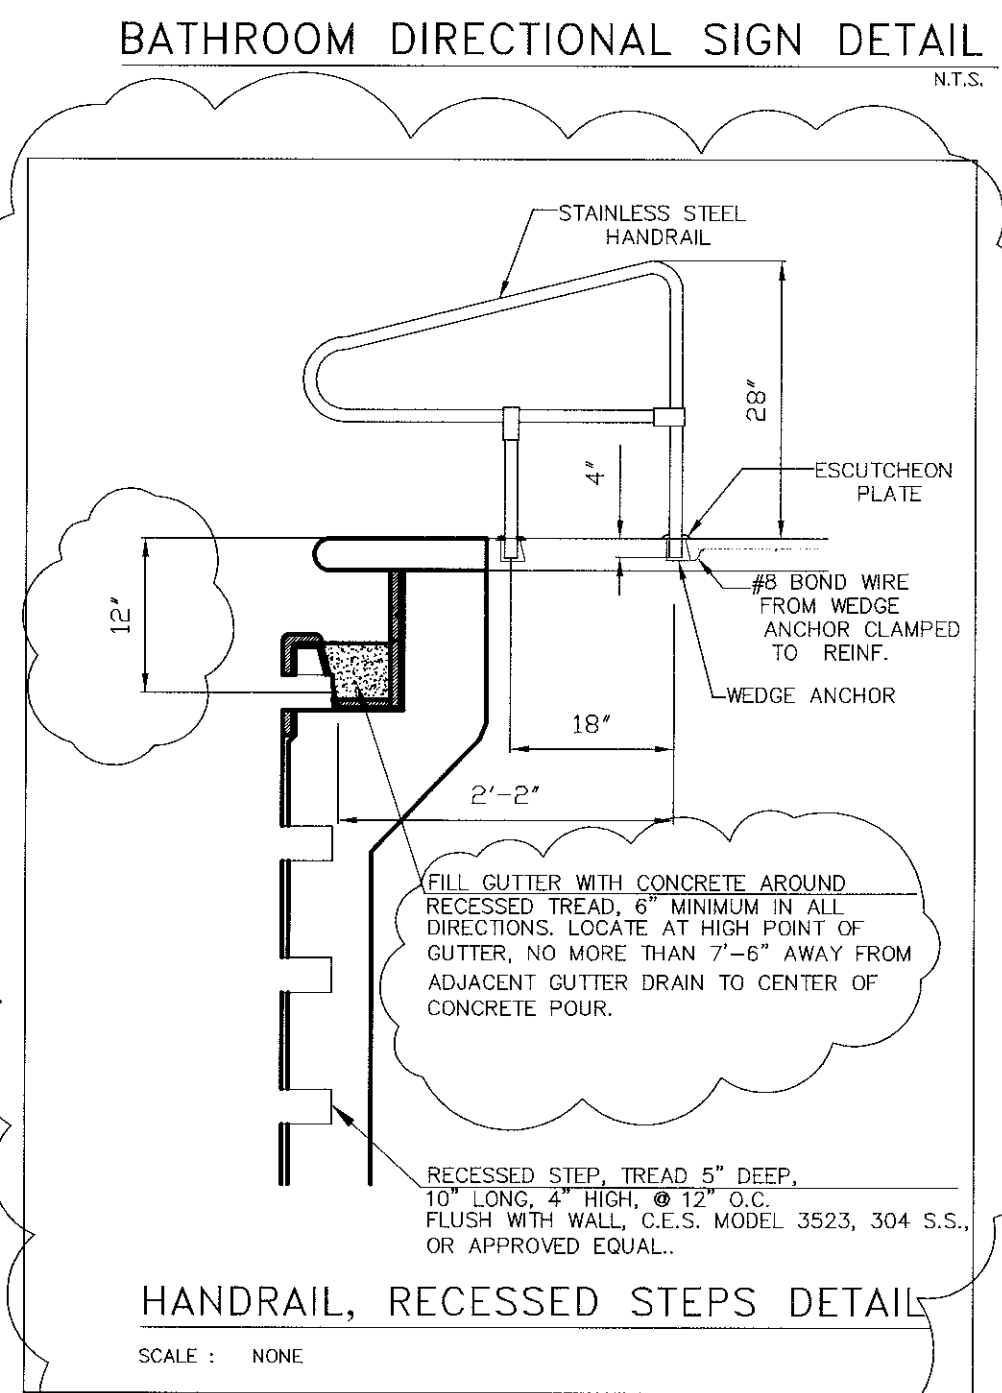 BATHROOM DIRECTIONAL SIGN DETAIL
N.T.S.
STAINLESS STEEL
HANDRAIL
28"
4"
ESCUTCHEON
PLATE
12"
#8 BOND WIRE
FROM WEDGE
ANCHOR CLAMPED
TO REINF.
WEDGE ANCHOR
18"
2'-2"
FILL GUTTER WITH CONCRETE AROUND
RECESSED TREAD, 6" MINIMUM IN ALL
DIRECTIONS. LOCATE AT HIGH POINT OF
GUTTER, NO MORE THAN 7'-6" AWAY FROM
ADJACENT GUTTER DRAIN TO CENTER OF
CONCRETE POUR.
RECESSED STEP, TREAD 5" DEEP,
10" LONG, 4" HIGH, @ 12" O.C.
FLUSH WITH WALL, C.E.S. MODEL 3523, 304 S.S.,
OR APPROVED EQUAL..
HANDRAIL, RECESSED STEPS DETAIL
SCALE : NONE